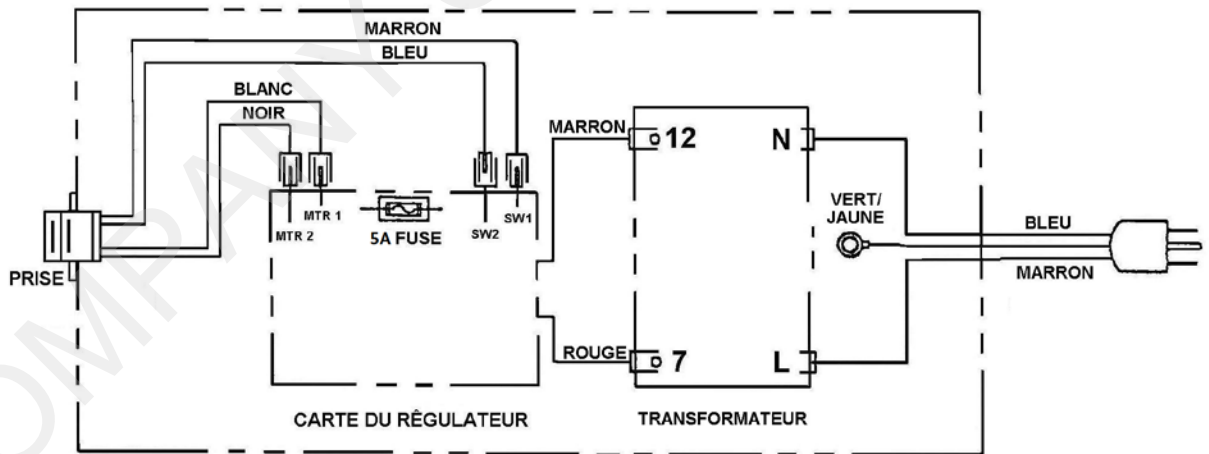 MARRON
BLEU
BLANC
NOIR
MTR 1
MTR 2
5A FUSE
SW2
SW1
PRISE
CARTE DU RÊGULATEUR
MARRON
12
ROUGE
7
N
L
TRANSFORMATEUR
VERT/
JAUNE
BLEU
MARRON
OMPANY